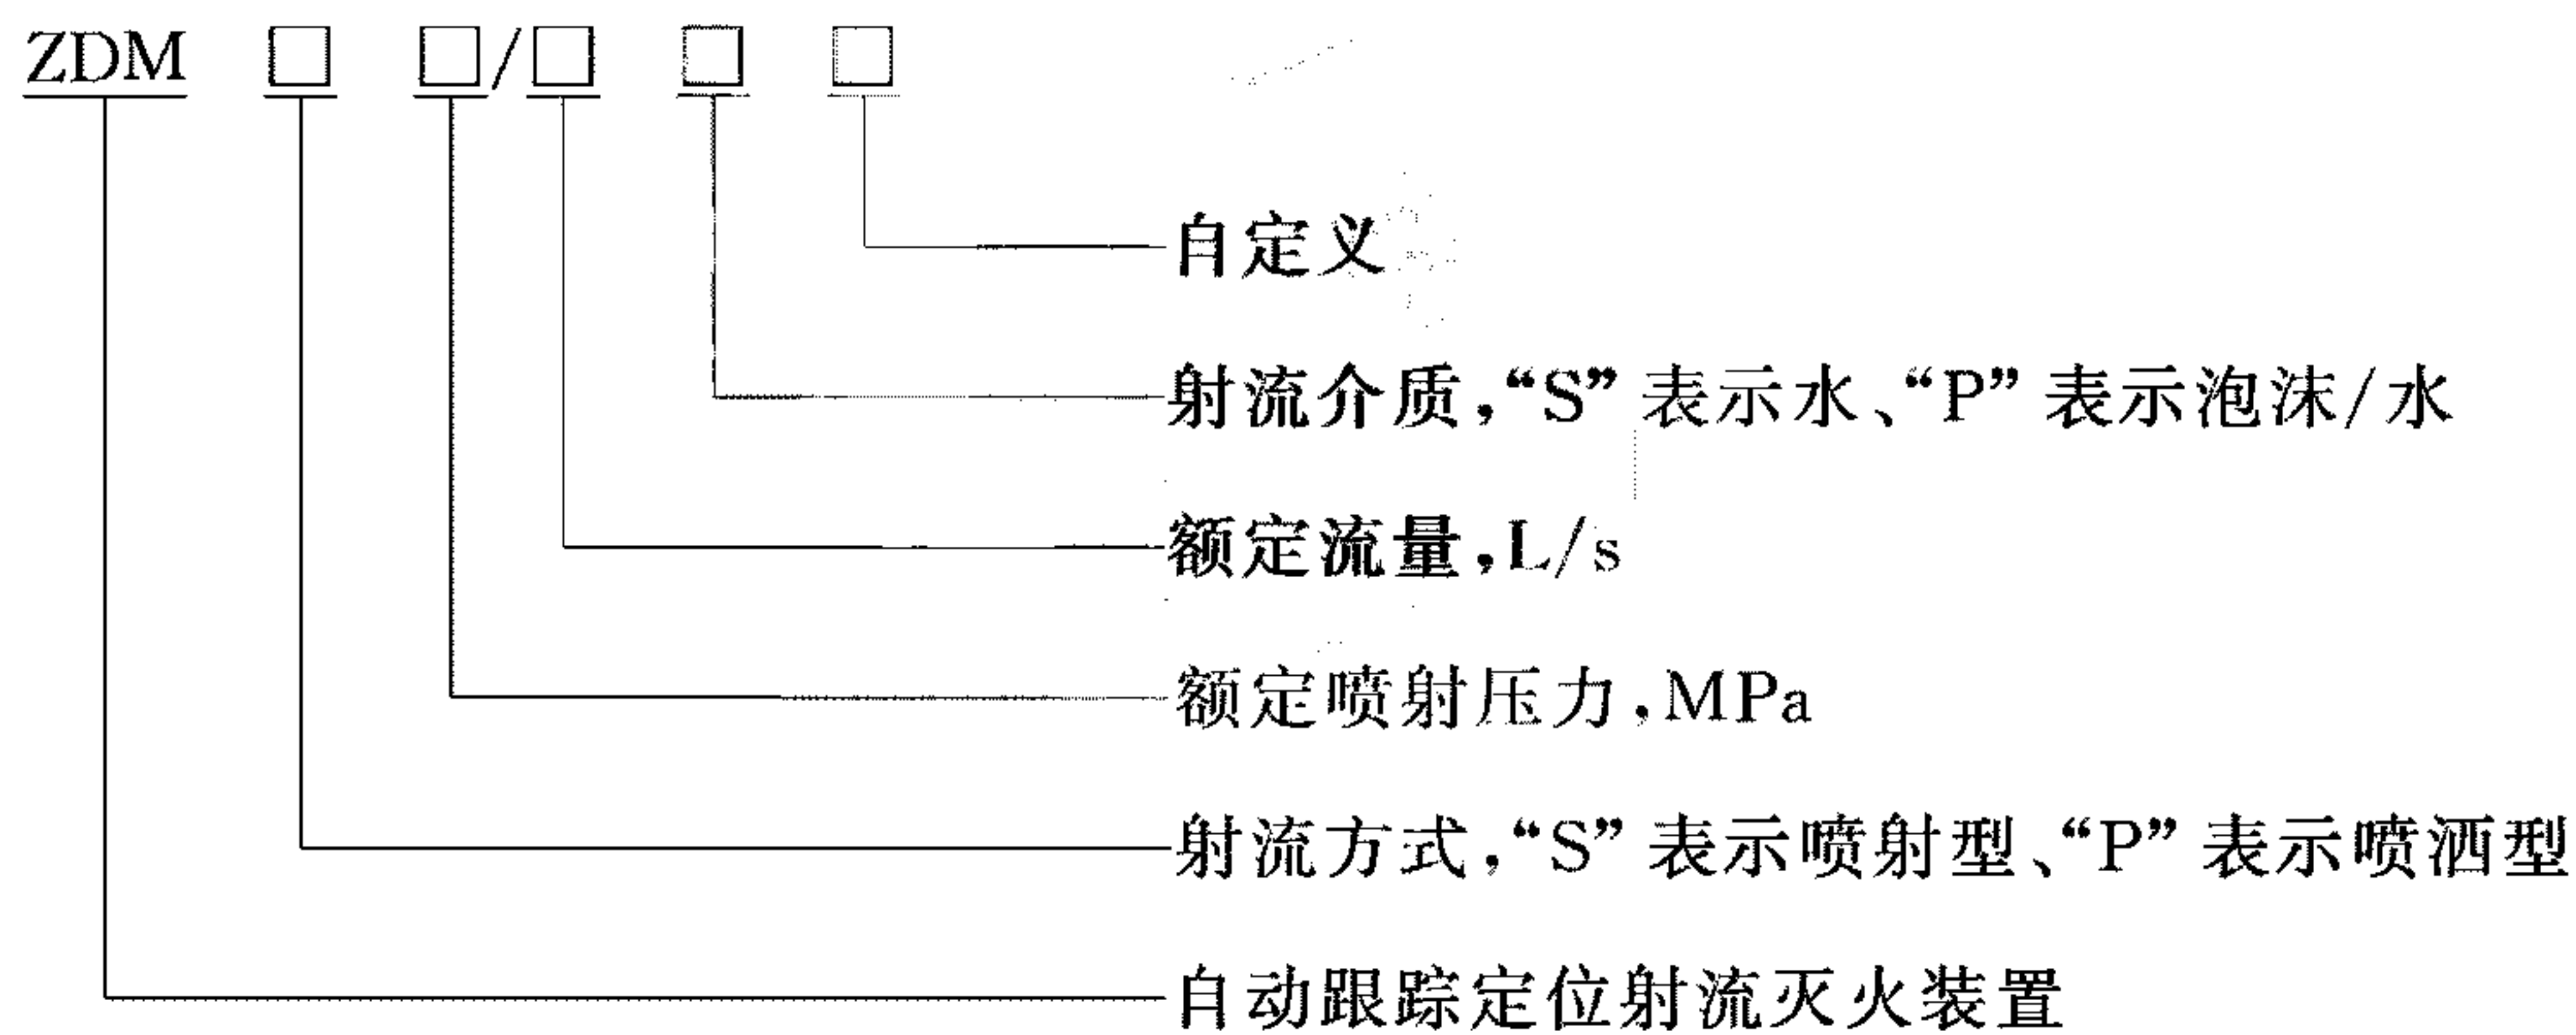 ZDM □ □/□ □ □
自定义
射流介质,“S”表示水、“P”表示泡沫/水
额定流量,L/s
额定喷射压力,MPa
射流方式,“S”表示喷射型、“P”表示喷洒型
自动跟踪定位射流灭火装置